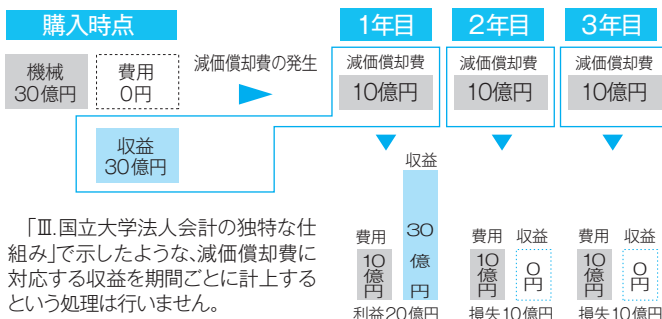 購入時点
機械
30億円
費用
0円
収益
30億円
減価償却費の発生
1年目
減価償却費
10億円
2年目
減価償却費
10億円
3年目
減価償却費
10億円
費用
10億円
収益
30億円
利益20億円
費用
10億円
収益
0円
損失10億円
費用
10億円
収益
0円
損失10億円
「Ⅲ.国立大学法人会計の独特な仕
組み」で示したような、減価償却費に
対応する収益を期間ごとに計上する
という処理は行いません。